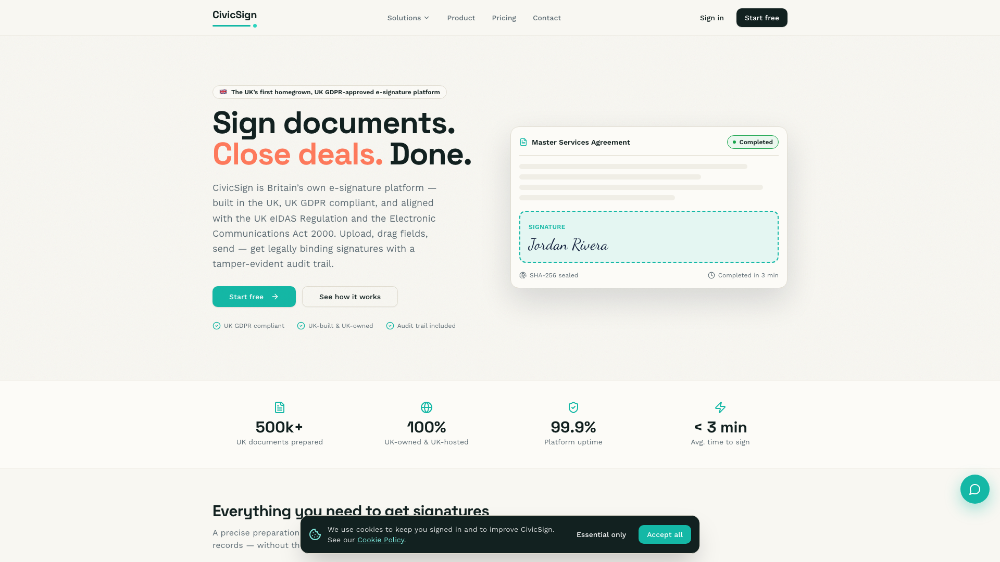 CivicSign
Solutions
Product
Pricing
Contact
Sign in
Start free
The UK's first homegrown, UK GDPR-approved e-signature platform
Sign documents.
Close deals. Done.
CivicSign is Britain's own e-signature platform —
built in the UK, UK GDPR compliant, and aligned
with the UK eIDAS Regulation and the Electronic
Communications Act 2000. Upload, drag fields,
send — get legally binding signatures with a
tamper-evident audit trail.
Start free
See how it works
UK GDPR compliant
UK-built & UK-owned
Audit trail included
Master Services Agreement
Completed
SIGNATURE
Jordan Rivera
SHA-256 sealed
Completed in 3 min
500k+
UK documents prepared
100%
UK-owned & UK-hosted
99.9%
Platform uptime
< 3 min
Avg. time to sign
Everything you need to get signatures
A precise preparation
records — without
We use cookies to keep you signed in and to improve CivicSign.
See our Cookie Policy.
Essential only
Accept all